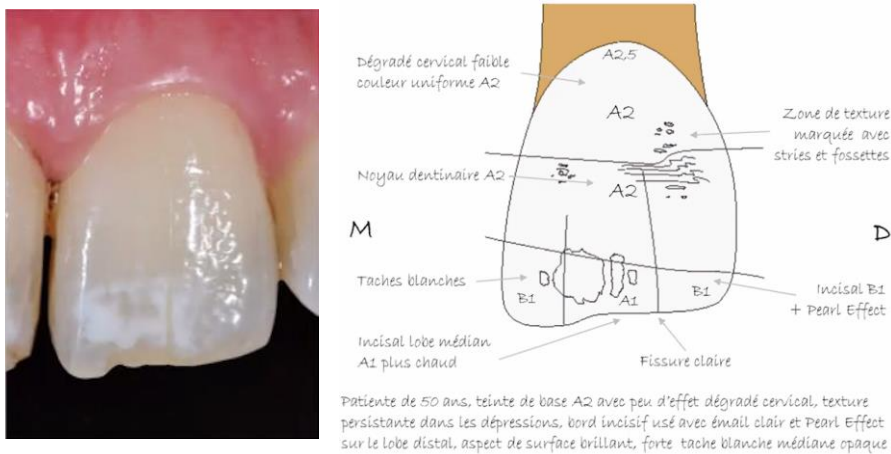 A2,5
Dégradé cervical faible
couleur uniforme A2
A2
Zone de texture
marquée avec
stries et fossettes
Noyau dentinaire A2
A2
M
D
Taches blanches
B1
A1
B1
Incisal B1
+ Pearl Effect
Incisal lobe médian
A1 plus chaud
Fissure claire
Patiente de 50 ans, teinte de base A2 avec peu d'effet dégradé cervical, texture
persistante dans les dépressions, bord incisif usé avec émail clair et Pearl Effect
sur le lobe distal, aspect de surface brillant, forte tache blanche médiane opaque